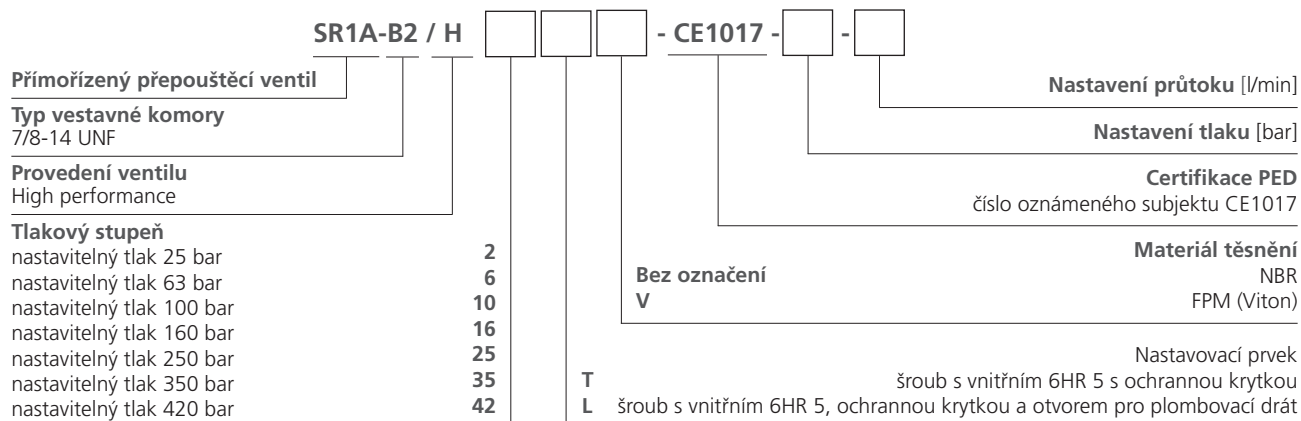 SR1A-B2 / H - CE1017 - -
Přímořízený přepouštěcí ventil
Typ vestavné komory
7/8-14 UNF
Provedení ventilu
High performance
Tlakový stupeň
nastavitelný tlak 25 bar 2
nastavitelný tlak 63 bar 6
nastavitelný tlak 100 bar 10
nastavitelný tlak 160 bar 16
nastavitelný tlak 250 bar 25
nastavitelný tlak 350 bar 35
nastavitelný tlak 420 bar 42
Nastavení průtoku [l/min]
Nastavení tlaku [bar]
Certifikace PED
číslo oznámeného subjektu CE1017
Materiál těsnění
Bez označení NBR
V FPM (Viton)
Nastavovací prvek
T šroub s vnitřním 6HR 5 s ochrannou krytkou
L šroub s vnitřním 6HR 5, ochrannou krytkou a otvorem pro plombovací drát